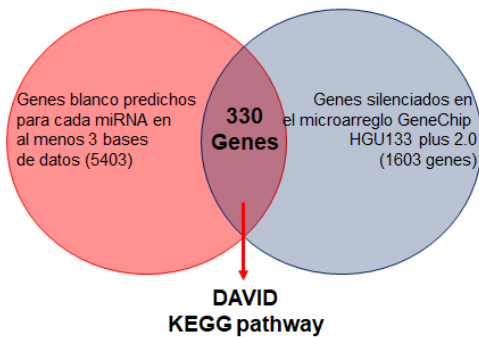 Genes blanco predichos
para cada miRNA en
al menos 3 bases
de datos (5403)
330
Genes
Genes silenciados en
el microarreglo GeneChip
HGU133 plus 2.0
(1603 genes)
DAVID
KEGG pathway